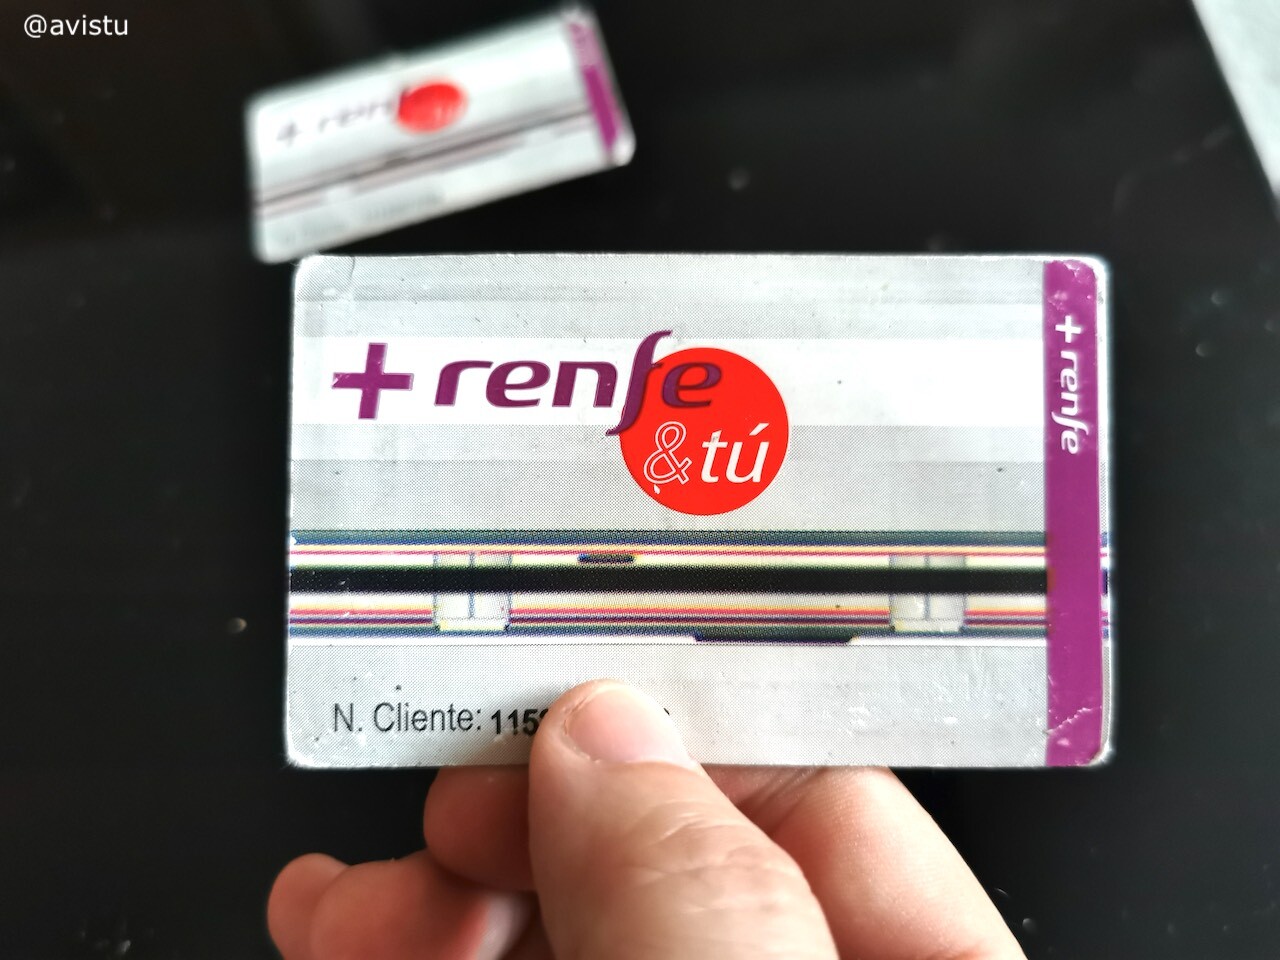 @avistu
+ renfe
+ renfe
&tú
+ renfe
N. Cliente: 115